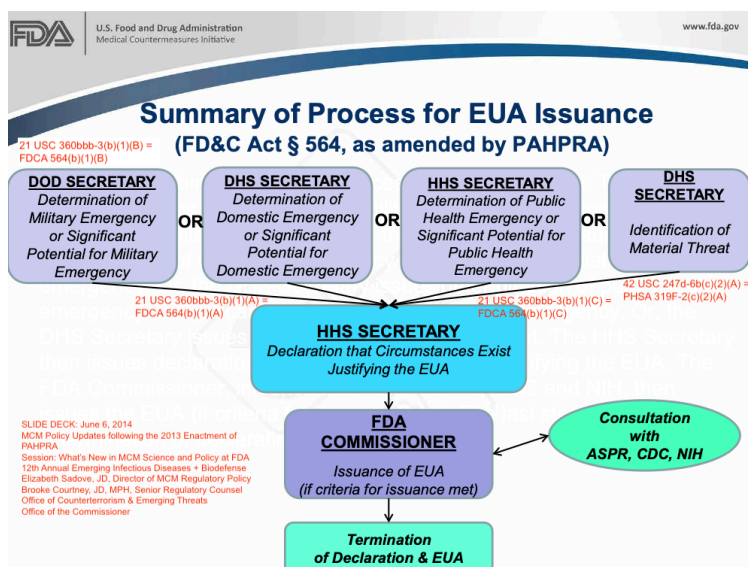 FDA
U.S. Food and Drug Administration
Medical Countermeasures Initiative
www.fda.gov
Summary of Process for EUA Issuance
(FD&C Act § 564, as amended by PAHPRA)
21 USC 360bbb-3(b)(1)(B) =
FDCA 564(b)(1)(B)
DOD SECRETARY
Determination of
Military Emergency
or Significant
Potential for Military
Emergency
OR
DHS SECRETARY
Determination of
Domestic Emergency
or Significant
Potential for
Domestic Emergency
OR
HHS SECRETARY
Determination of Public
Health Emergency or
Significant Potential for
Public Health
Emergency
OR
DHS
SECRETARY
Identification of
Material Threat
21 USC 360bbb-3(b)(1)(A) =
FDCA 564(b)(1)(A)
21 USC 360bbb-3(b)(1)(C) =
FDCA 564(b)(1)(C)
42 USC 247d-6b(c)(2)(A) =
PHSA 319F-2(c)(2)(A)
HHS SECRETARY
Declaration that Circumstances Exist
Justifying the EUA
SLIDE DECK: June 6, 2014
MCM Policy Updates following the 2013 Enactment of
PAHPRA
Session: What's New in MCM Science and Policy at FDA
12th Annual Emerging Infectious Diseases + Biodefense
Elizabeth Sadove, JD, Director of MCM Regulatory Policy
Brooke Courtney, JD, MPH, Senior Regulatory Counsel
Office of Counterterrorism & Emerging Threats
Office of the Commissioner
FDA
COMMISSIONER
Issuance of EUA
(if criteria for issuance met)
Consultation
with
ASPR, CDC, NIH
Termination
of Declaration & EUA